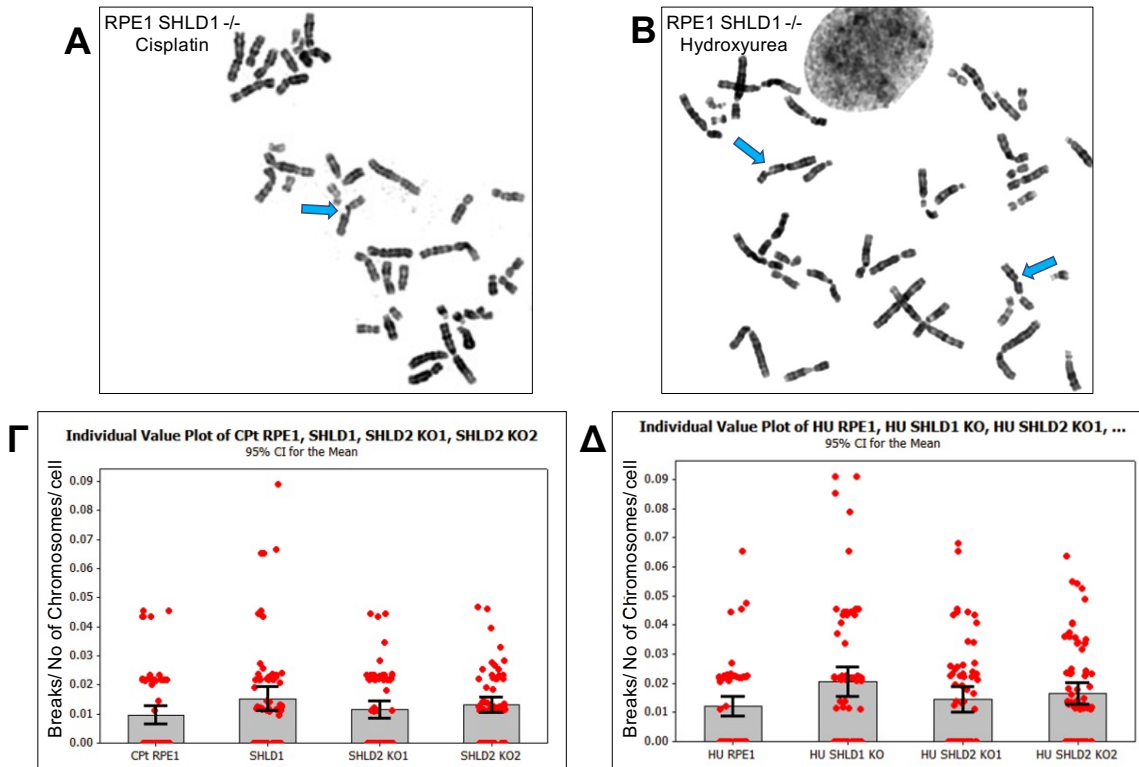 A
RPE1 SHLD1 -/-
Cisplatin
B
RPE1 SHLD1 -/-
Hydroxyurea
Γ
Individual Value Plot of CPt RPE1, SHLD1, SHLD2 KO1, SHLD2 KO2
95% CI for the Mean
Breaks/ No of Chromosomes/cell
0.09
0.08
0.07
0.06
0.05
0.04
0.03
0.02
0.01
0.00
CPt RPE1
SHLD1
SHLD2 KO1
SHLD2 KO2
Δ
Individual Value Plot of HU RPE1, HU SHLD1 KO, HU SHLD2 KO1, ...
95% CI for the Mean
Breaks/ No of Chromosomes/cell
0.09
0.08
0.07
0.06
0.05
0.04
0.03
0.02
0.01
0.00
HU RPE1
HU SHLD1 KO
HU SHLD2 KO1
HU SHLD2 KO2